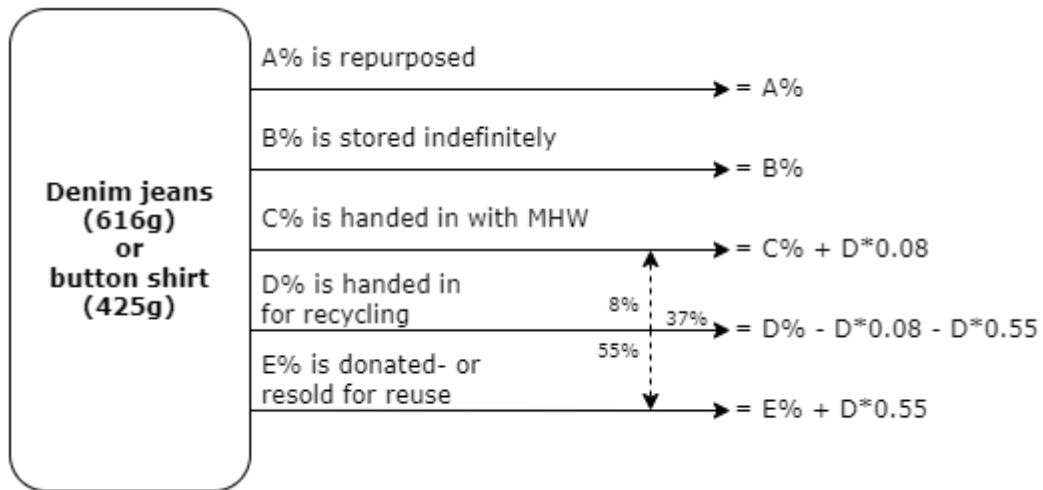 Denim jeans
(616g)
or
button shirt
(425g)
A% is repurposed
= A%
B% is stored indefinitely
= B%
C% is handed in with MHW
= C% + D*0.08
D% is handed in
for recycling
8%
37%
= D% - D*0.08 - D*0.55
55%
E% is donated- or
resold for reuse
= E% + D*0.55